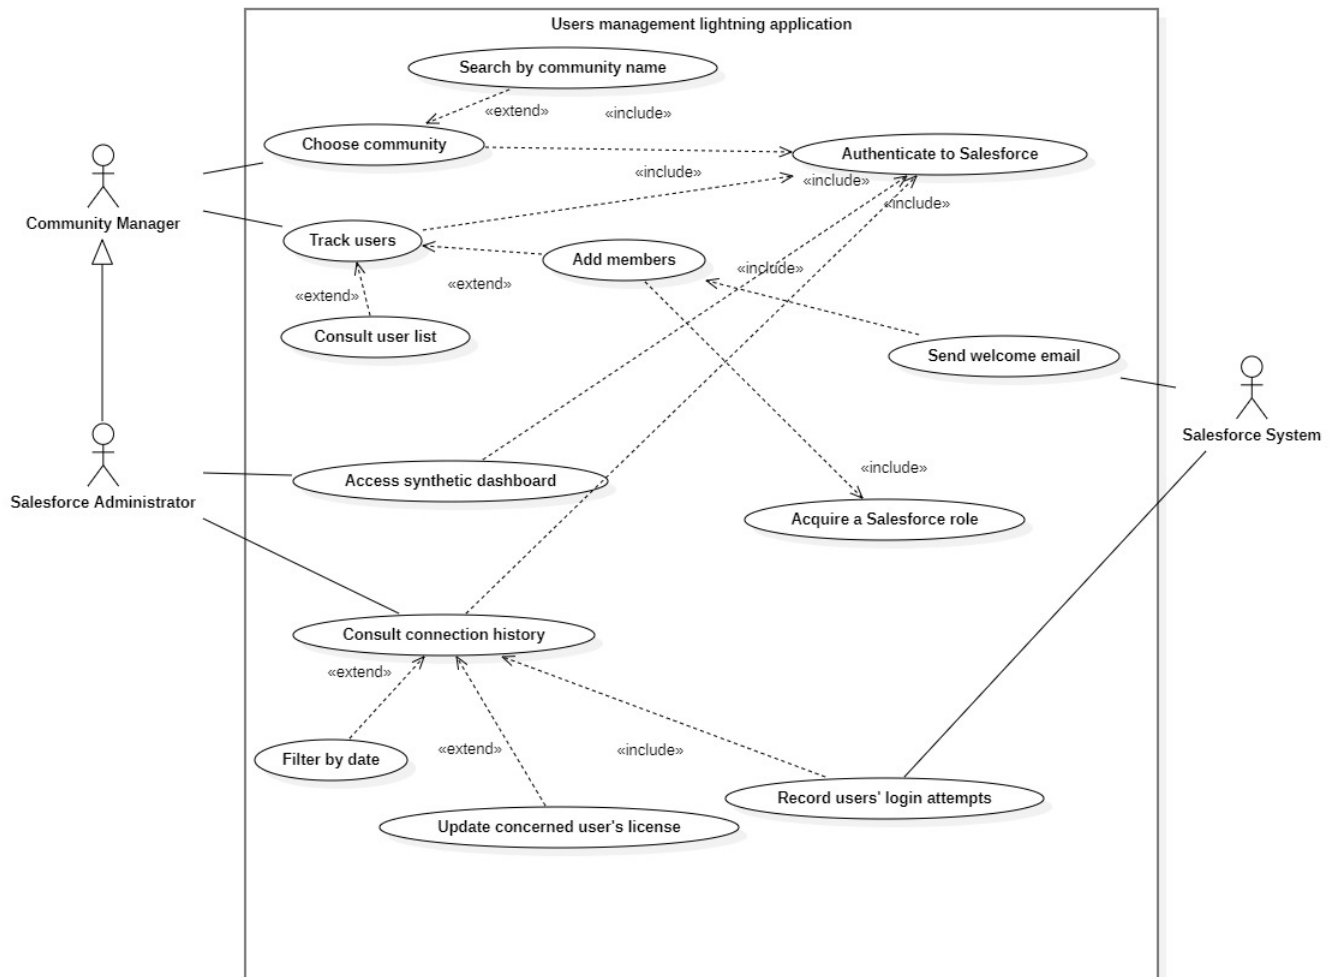 Users management lightning application
Search by community name
«extend»
«include»
Choose community
Authenticate to Salesforce
«include»
«include»
«include»
Community Manager
Track users
Add members
«include»
«extend»
«extend»
Consult user list
Send welcome email
Salesforce System
«include»
Access synthetic dashboard
Salesforce Administrator
Acquire a Salesforce role
Consult connection history
«extend»
«extend»
«include»
Filter by date
Record users' login attempts
Update concerned user's license